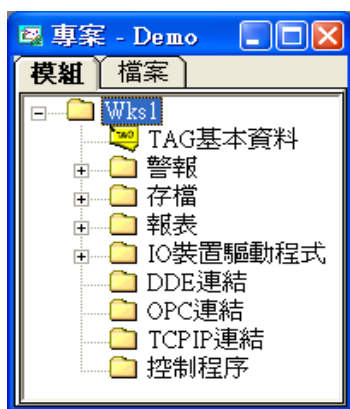 專案 - Demo
模組 檔案
Wks1
TAG基本資料
警報
存檔
報表
IO裝置驅動程式
DDE連結
OPC連結
TCPIP連結
控制程序